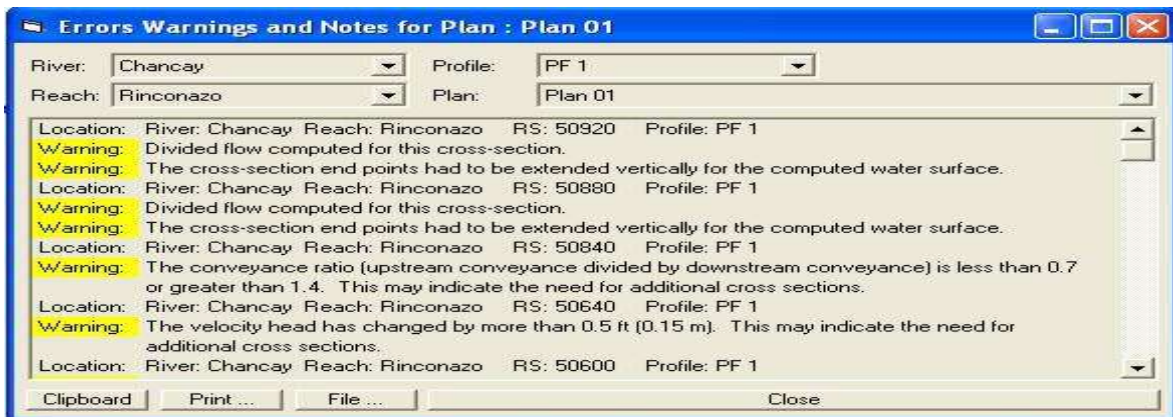 Errors Warnings and Notes for Plan : Plan 01
River: Chancay Profile: PF 1
Reach: Rinconazo Plan: Plan 01
Location: River: Chancay Reach: Rinconazo RS: 50920 Profile: PF 1
Warning: Divided flow computed for this cross-section.
Warning: The cross-section end points had to be extended vertically for the computed water surface.
Location: River: Chancay Reach: Rinconazo RS: 50880 Profile: PF 1
Warning: Divided flow computed for this cross-section.
Warning: The cross-section end points had to be extended vertically for the computed water surface.
Location: River: Chancay Reach: Rinconazo RS: 50840 Profile: PF 1
Warning: The conveyance ratio (upstream conveyance divided by downstream conveyance) is less than 0.7
or greater than 1.4. This may indicate the need for additional cross sections.
Location: River: Chancay Reach: Rinconazo RS: 50640 Profile: PF 1
Warning: The velocity head has changed by more than 0.5 ft (0.15 m). This may indicate the need for
additional cross sections.
Location: River: Chancay Reach: Rinconazo RS: 50600 Profile: PF 1
Clipboard Print ... File ... Close